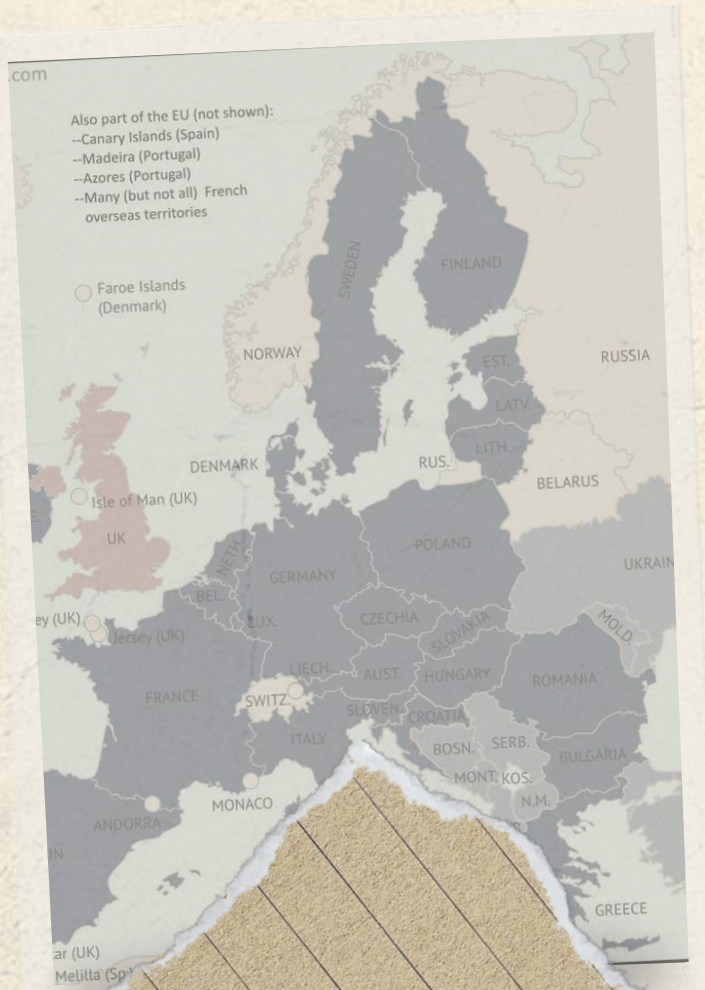 .com
Also part of the EU (not shown):
--Canary Islands (Spain)
--Madeira (Portugal)
--Azores (Portugal)
--Many (but not all) French
overseas territories
Faroe Islands
(Denmark)
SWEDEN
FINLAND
NORWAY
RUSSIA
EST.
LATV.
LITH.
DENMARK
RUS.
BELARUS
Isle of Man (UK)
UK
NETH.
GERMANY
POLAND
UKRAIN
BEL.
LUX.
CZECHIA
SLOVAKIA
MOLD.
ey (UK)
Jersey (UK)
LIECH.
AUST.
HUNGARY
ROMANIA
FRANCE
SWITZ.
SLOVEN.
CROATIA
ITALY
BOSN.
SERB.
BULGARIA
MONT.
KOS.
MONACO
N.M.
ANDORRA
IN
GREECE
ar (UK)
Melilla (Sp